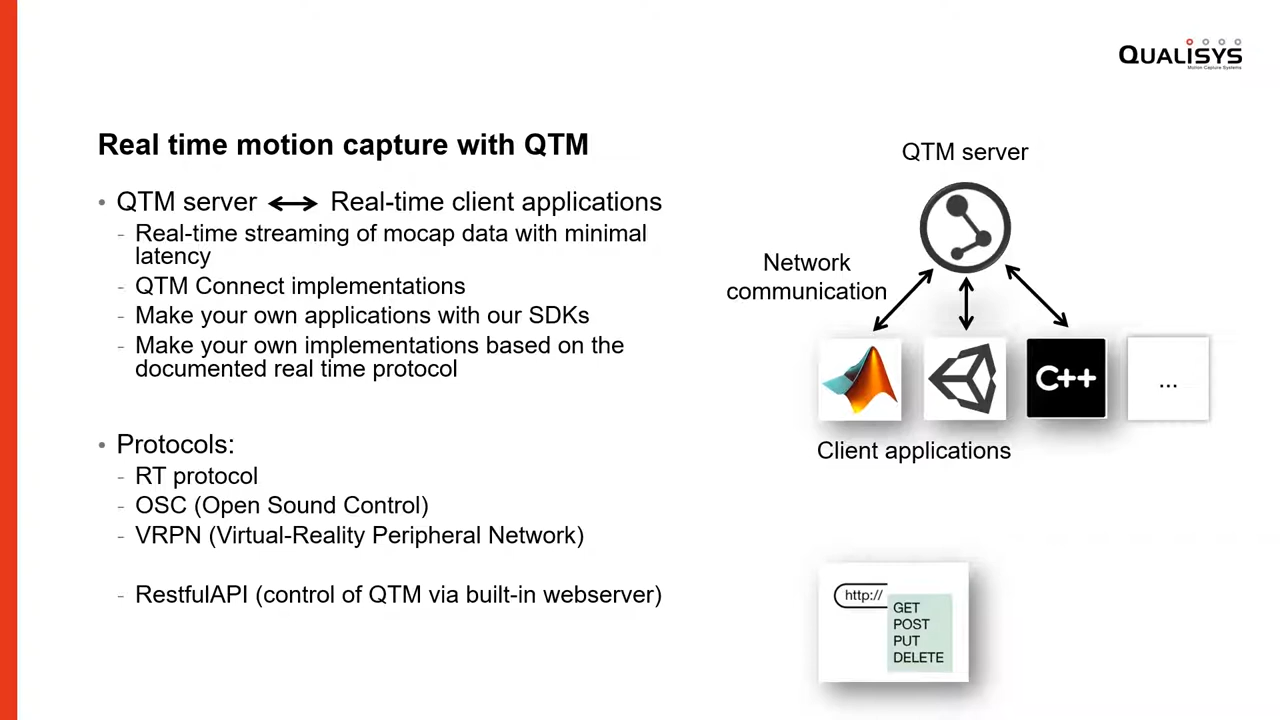 QUALISYS
Motion Capture Systems
Real time motion capture with QTM
• QTM server ↔ Real-time client applications
- Real-time streaming of mocap data with minimal
latency
- QTM Connect implementations
- Make your own applications with our SDKs
- Make your own implementations based on the
documented real time protocol
• Protocols:
- RT protocol
- OSC (Open Sound Control)
- VRPN (Virtual-Reality Peripheral Network)
- RestfulAPI (control of QTM via built-in webserver)
QTM server
Network
communication
C++
...
Client applications
http://
GET
POST
PUT
DELETE